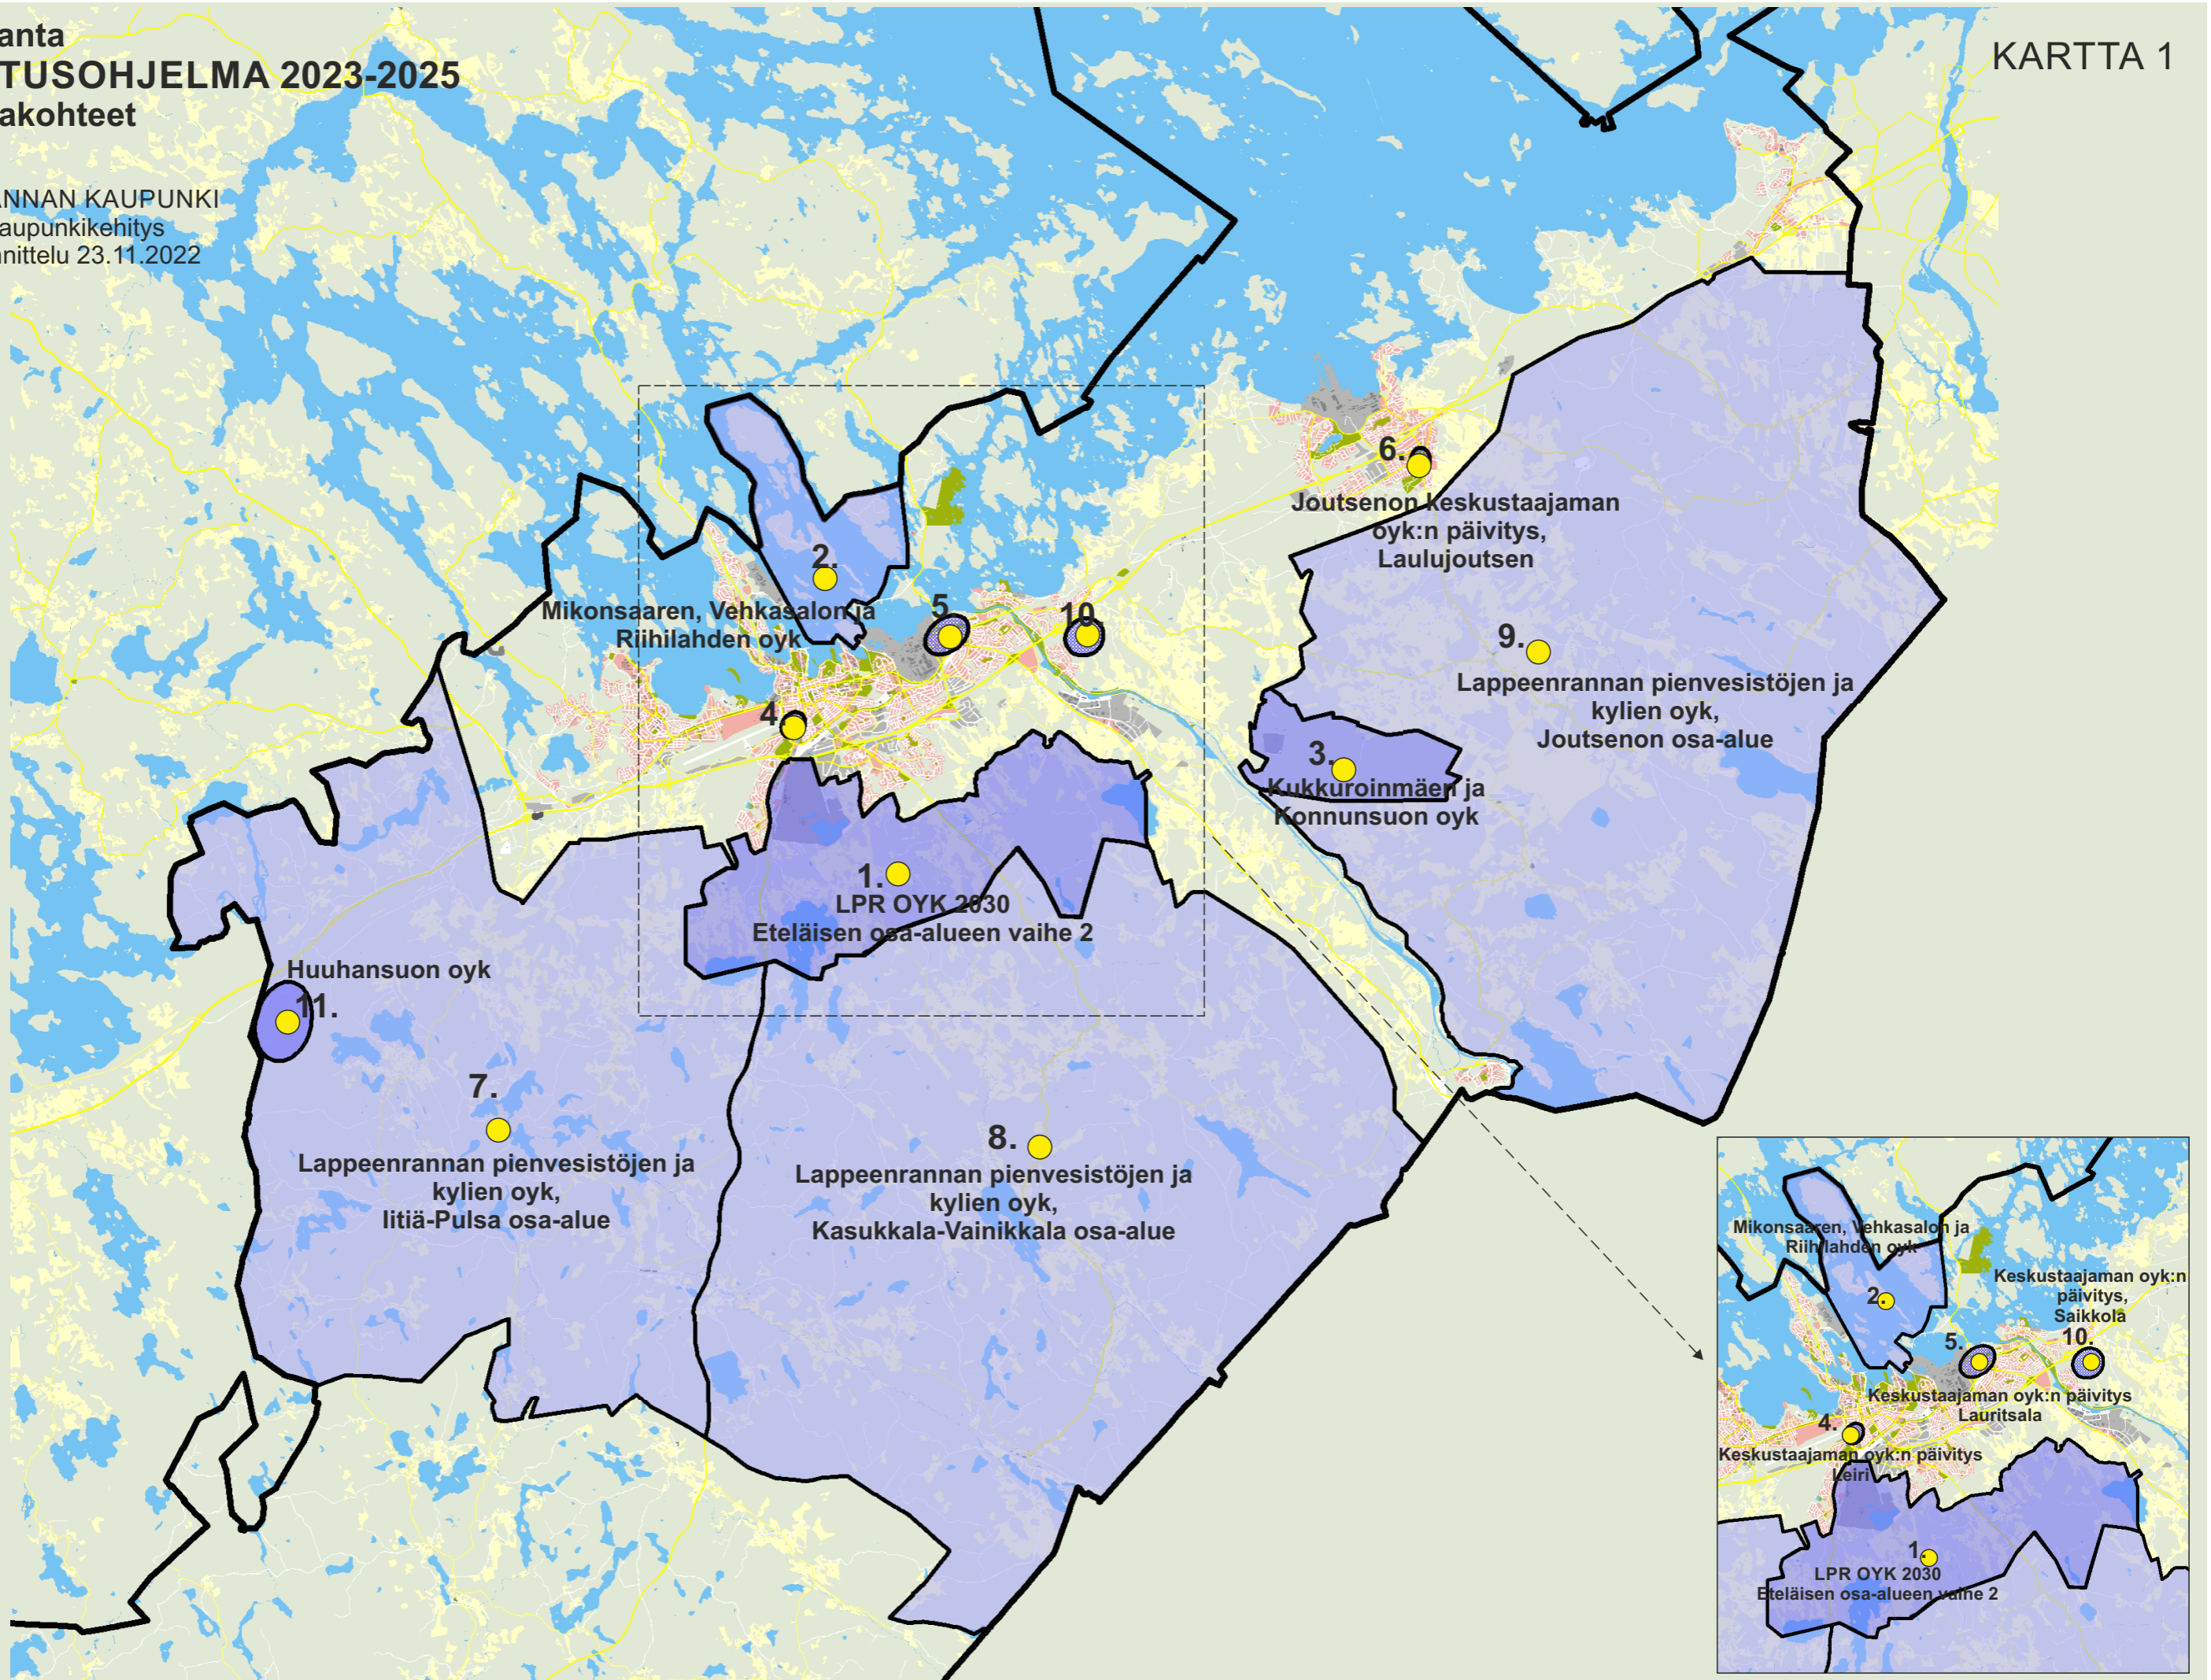 anta
TUSOHJELMA 2023-2025
akohteet
ANNAN KAUPUNKI
aupunkikehitys
nnittelu 23.11.2022
KARTTA 1
6.
Joutsenon keskustaajaman
oyk:n päivitys,
Laulujoutsen
2.
Mikonsaaren, Vehkasalon ja
Riihilahden oyk
5.
10.
9.
Lappeenrannan pienvesistöjen ja
kylien oyk,
Joutsenon osa-alue
4.
3.
Kukkuroinmäen ja
Konnunsuon oyk
1.
LPR OYK 2030
Eteläisen osa-alueen vaihe 2
Huuhansuon oyk
11.
7.
Lappeenrannan pienvesistöjen ja
kylien oyk,
Iitiä-Pulsa osa-alue
8.
Lappeenrannan pienvesistöjen ja
kylien oyk,
Kasukkala-Vainikkala osa-alue
Mikonsaaren, Vehkasalon ja
Riihilahden oyk
2.
Keskustaajaman oyk:n
päivitys,
Saikkola
10.
5.
Keskustaajaman oyk:n päivitys
Lauritsala
4.
Keskustaajaman oyk:n päivitys
Leiri
1.
LPR OYK 2030
Eteläisen osa-alueen vaihe 2